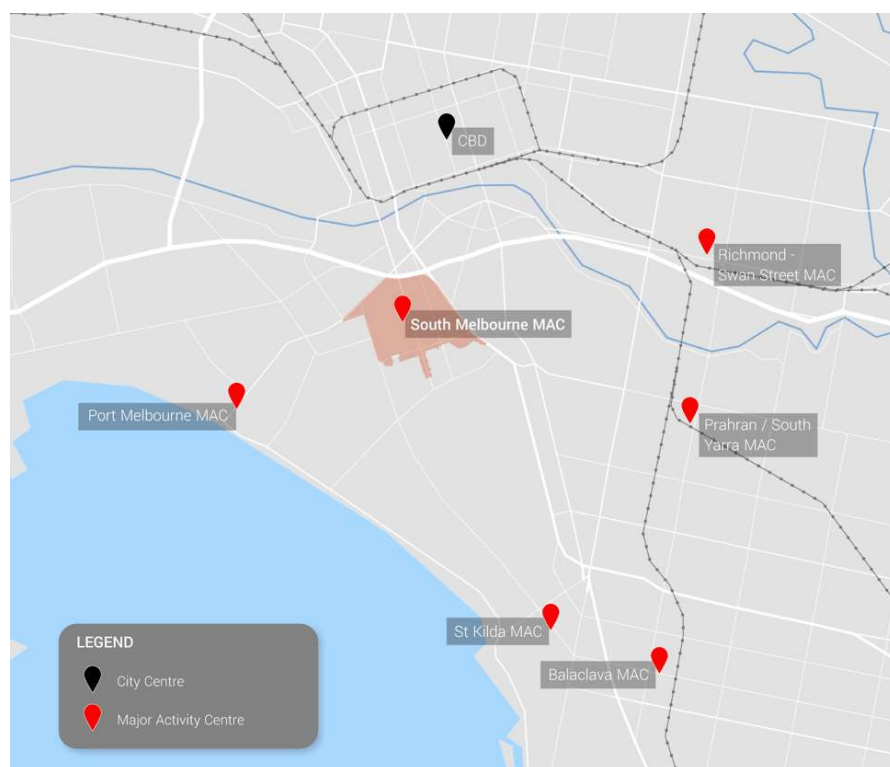 CBD
Richmond -
Swan Street MAC
South Melbourne MAC
Port Melbourne MAC
Prahran / South
Yarra MAC
St Kilda MAC
Balaclava MAC
LEGEND
City Centre
Major Activity Centre